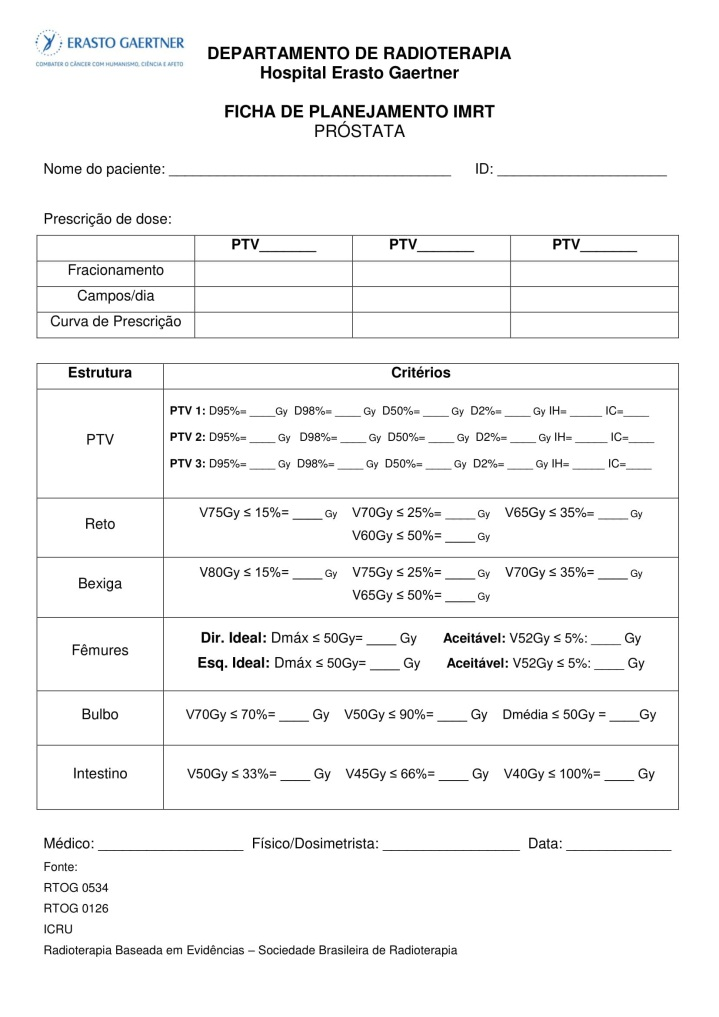 ERASTO GAERTNER
COMBATER O CÂNCER COM HUMANISMO, CIÊNCIA E AFETO
DEPARTAMENTO DE RADIOTERAPIA
Hospital Erasto Gaertner
FICHA DE PLANEJAMENTO IMRT
PRÓSTATA
Nome do paciente: ___________________________________ ID: _____________________
Prescrição de dose:
PTV_______ PTV_______ PTV_______
Fracionamento
Campos/dia
Curva de Prescrição
Estrutura Critérios
PTV
PTV 1: D95%= ____Gy D98%= ____ Gy D50%= ____ Gy D2%= ____ Gy IH= _____ IC=____
PTV 2: D95%= ____ Gy D98%= ____ Gy D50%= ____ Gy D2%= ____ Gy IH= _____ IC=____
PTV 3: D95%= ____ Gy D98%= ____ Gy D50%= ____ Gy D2%= ____ Gy IH= _____ IC=____
Reto
V75Gy ≤ 15%= ____ Gy V70Gy ≤ 25%= ____ Gy V65Gy ≤ 35%= ____ Gy
V60Gy ≤ 50%= ____ Gy
Bexiga
V80Gy ≤ 15%= ____ Gy V75Gy ≤ 25%= ____ Gy V70Gy ≤ 35%= ____ Gy
V65Gy ≤ 50%= ____ Gy
Fêmures
Dir. Ideal: Dmáx ≤ 50Gy= ____ Gy Aceitável: V52Gy ≤ 5%: ____ Gy
Esq. Ideal: Dmáx ≤ 50Gy= ____ Gy Aceitável: V52Gy ≤ 5%: ____ Gy
Bulbo V70Gy ≤ 70%= ____ Gy V50Gy ≤ 90%= ____ Gy Dmédia ≤ 50Gy = ____Gy
Intestino V50Gy ≤ 33%= ____ Gy V45Gy ≤ 66%= ____ Gy V40Gy ≤ 100%= ____ Gy
Médico: __________________ Físico/Dosimetrista: _________________ Data: _____________
Fonte:
RTOG 0534
RTOG 0126
ICRU
Radioterapia Baseada em Evidências – Sociedade Brasileira de Radioterapia